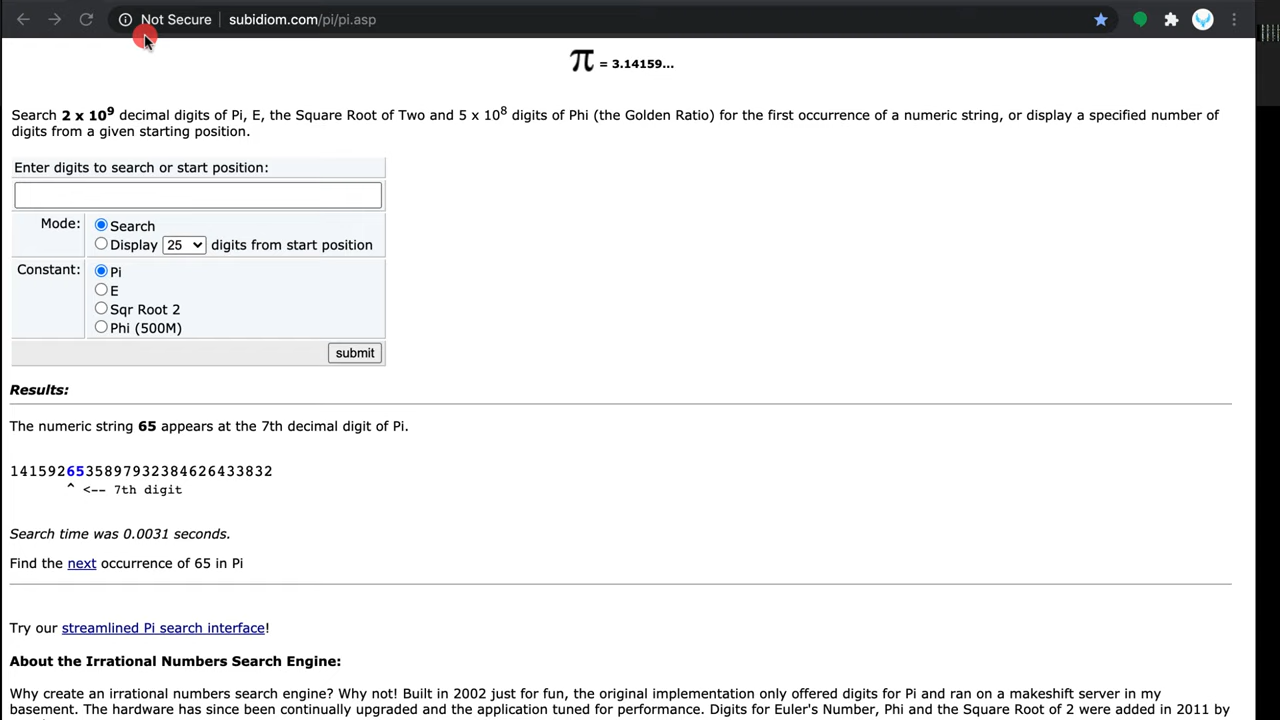 Not Secure subidiom.com/pi/pi.asp
π = 3.14159...
Search 2 x 10⁹ decimal digits of Pi, E, the Square Root of Two and 5 x 10⁸ digits of Phi (the Golden Ratio) for the first occurrence of a numeric string, or display a specified number of
digits from a given starting position.
Enter digits to search or start position:
Mode: Search
Display 25 digits from start position
Constant: Pi
E
Sqr Root 2
Phi (500M)
submit
Results:
The numeric string 65 appears at the 7th decimal digit of Pi.
1415926535897932384626433832
^ <-- 7th digit
Search time was 0.0031 seconds.
Find the next occurrence of 65 in Pi
Try our streamlined Pi search interface!
About the Irrational Numbers Search Engine:
Why create an irrational numbers search engine? Why not! Built in 2002 just for fun, the original implementation only offered digits for Pi and ran on a makeshift server in my
basement. The hardware has since been continually upgraded and the application tuned for performance. Digits for Euler's Number, Phi and the Square Root of 2 were added in 2011 by